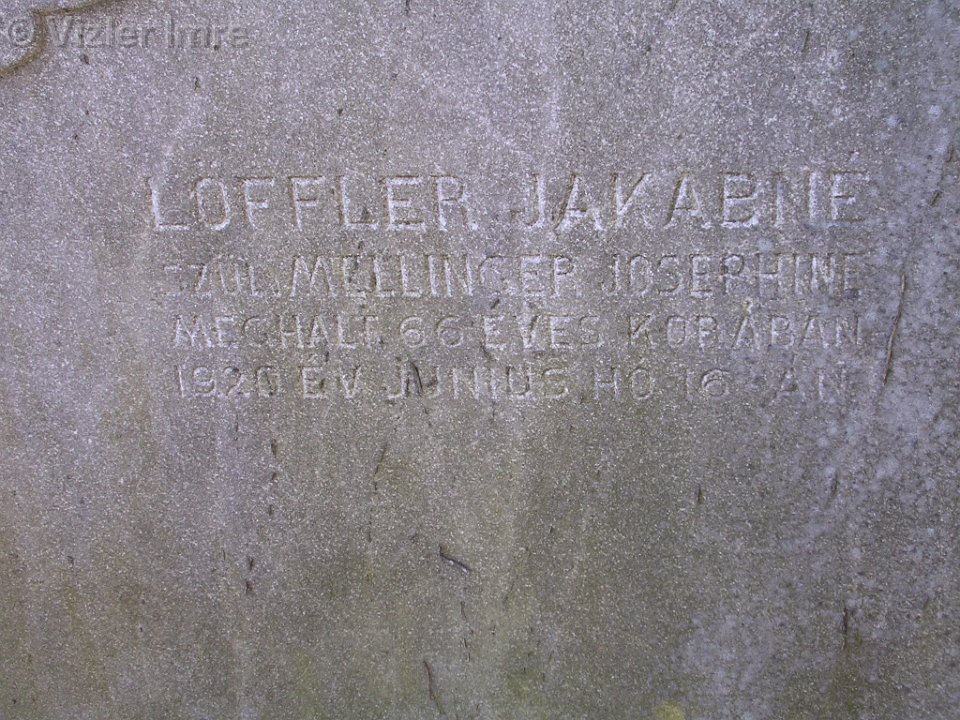 © Vizler Imre
LÖFFLER JAKABNÉ
SZÜL. MELLINGER JOSEPHINE
MEGHALT 66 ÉVES KORÁBAN
1920 ÉV JUNIUS HÓ 16 ÁN